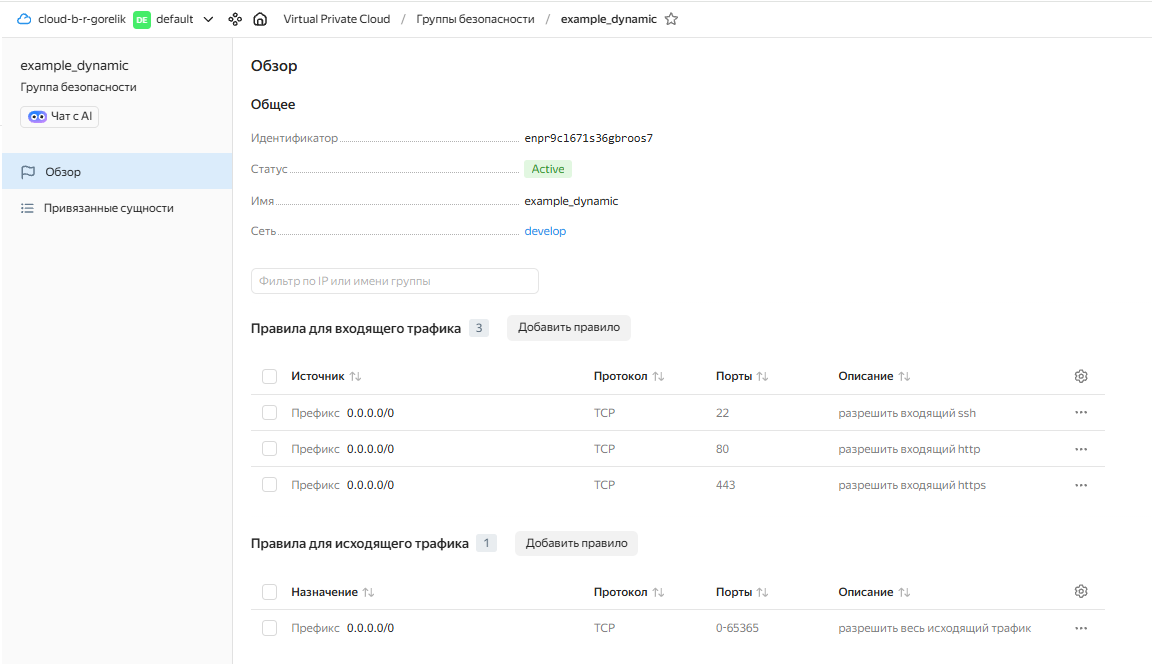 cloud-b-r-gorelik DE default Virtual Private Cloud / Группы безопасности / example_dynamic
example_dynamic
Группа безопасности
Чат с AI
Обзор
Привязанные сущности
Обзор
Общее
Идентификатор enpr9cl671s36gbroos7
Статус Active
Имя example_dynamic
Сеть develop
Фильтр по IP или имени группы
Правила для входящего трафика 3 Добавить правило
Источник Протокол Порты Описание
Префикс 0.0.0.0/0 TCP 22 разрешить входящий ssh
Префикс 0.0.0.0/0 TCP 80 разрешить входящий http
Префикс 0.0.0.0/0 TCP 443 разрешить входящий https
Правила для исходящего трафика 1 Добавить правило
Назначение Протокол Порты Описание
Префикс 0.0.0.0/0 TCP 0-65365 разрешить весь исходящий трафик